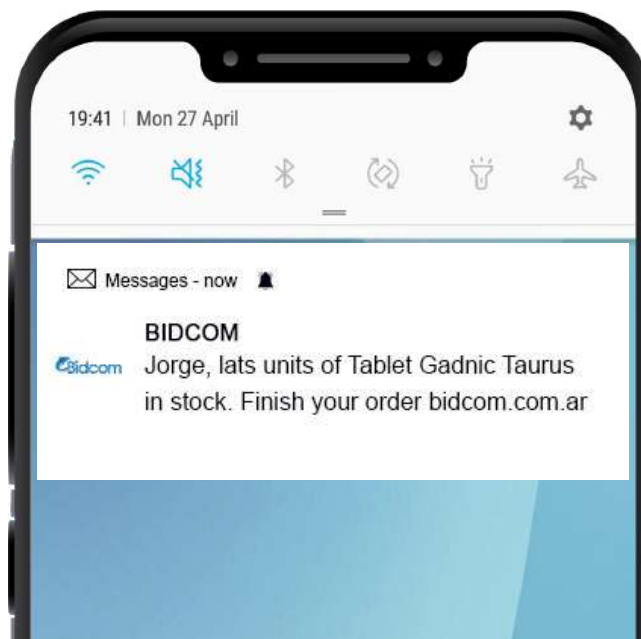 19:41 | Mon 27 April
Messages - now
BIDCOM
Bidcom
Jorge, lats units of Tablet Gadnic Taurus
in stock. Finish your order bidcom.com.ar